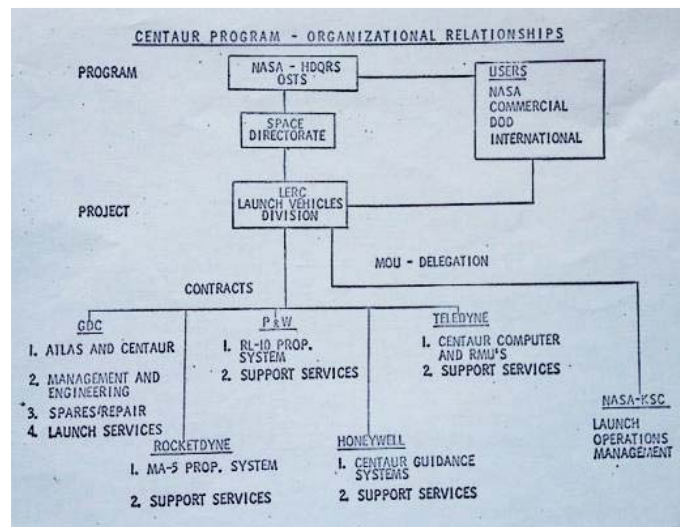 CENTAUR PROGRAM - ORGANIZATIONAL RELATIONSHIPS
PROGRAM
NASA - HDQRS
OSTS
USERS
NASA
COMMERCIAL
DOD
INTERNATIONAL
SPACE
DIRECTORATE
PROJECT
LERC
LAUNCH VEHICLES
DIVISION
MOU - DELEGATION
CONTRACTS
GDC
1. ATLAS AND CENTAUR
2. MANAGEMENT AND
ENGINEERING
3. SPARES/REPAIR
4. LAUNCH SERVICES
P&W
1. RL-10 PROP.
SYSTEM
2. SUPPORT SERVICES
TELEDYNE
1. CENTAUR COMPUTER
AND RMU'S
2. SUPPORT SERVICES
NASA-KSC
LAUNCH
OPERATIONS
MANAGEMENT
ROCKETDYNE
1. MA-5 PROP. SYSTEM
2. SUPPORT SERVICES
HONEYWELL
1. CENTAUR GUIDANCE
SYSTEMS
2. SUPPORT SERVICES